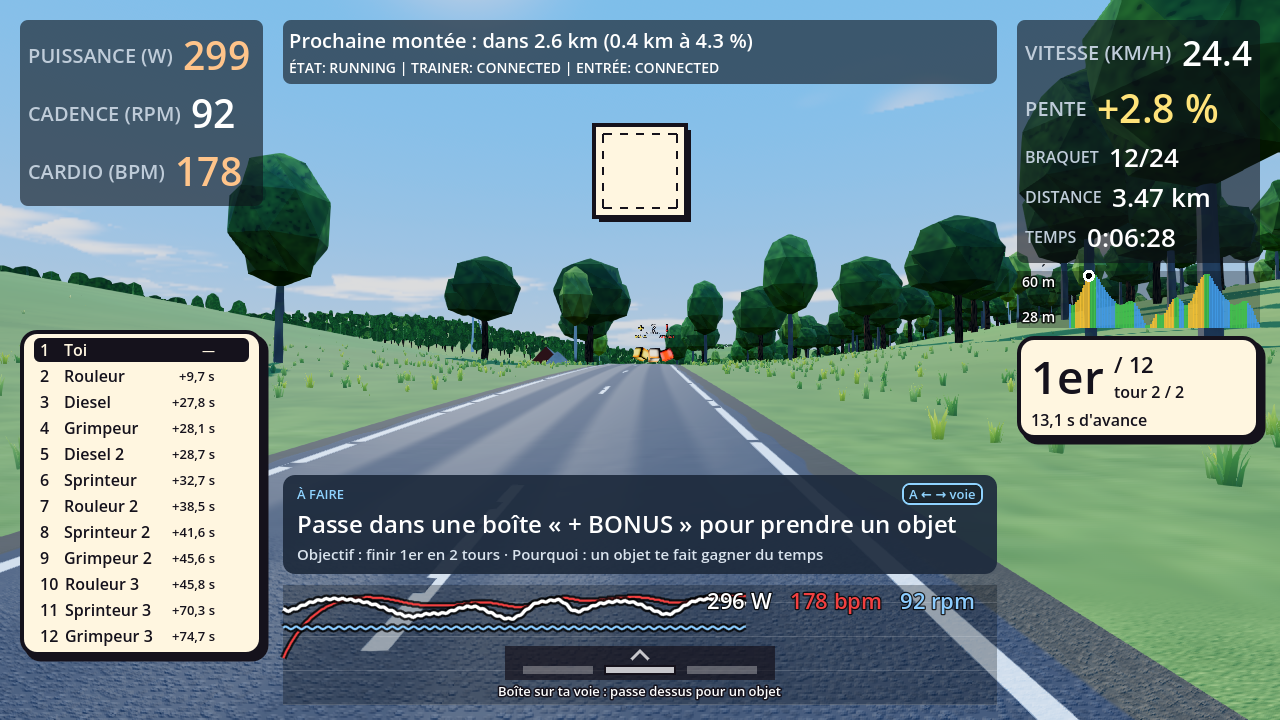 PUISSANCE (W) 299
CADENCE (RPM) 92
CARDIO (BPM) 178
Prochaine montée : dans 2.6 km (0.4 km à 4.3 %)
ÉTAT: RUNNING | TRAINER: CONNECTED | ENTRÉE: CONNECTED
VITESSE (KM/H) 24.4
PENTE +2.8 %
BRAQUET 12/24
DISTANCE 3.47 km
TEMPS 0:06:28
60 m
28 m
1er / 12
tour 2 / 2
13,1 s d'avance
1 Toi —
2 Rouleur +9,7 s
3 Diesel +27,8 s
4 Grimpeur +28,1 s
5 Diesel 2 +28,7 s
6 Sprinteur +32,7 s
7 Rouleur 2 +38,5 s
8 Sprinteur 2 +41,6 s
9 Grimpeur 2 +45,6 s
10 Rouleur 3 +45,8 s
11 Sprinteur 3 +70,3 s
12 Grimpeur 3 +74,7 s
À FAIRE
A ← → voie
Passe dans une boîte « + BONUS » pour prendre un objet
Objectif : finir 1er en 2 tours · Pourquoi : un objet te fait gagner du temps
296 W 178 bpm 92 rpm
Boîte sur ta voie : passe dessus pour un objet